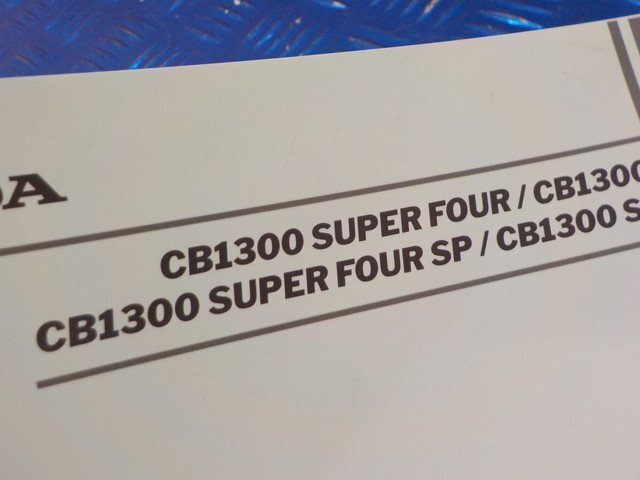 CB1300 SUPER FOUR / CB1300
CB1300 SUPER FOUR SP / CB1300